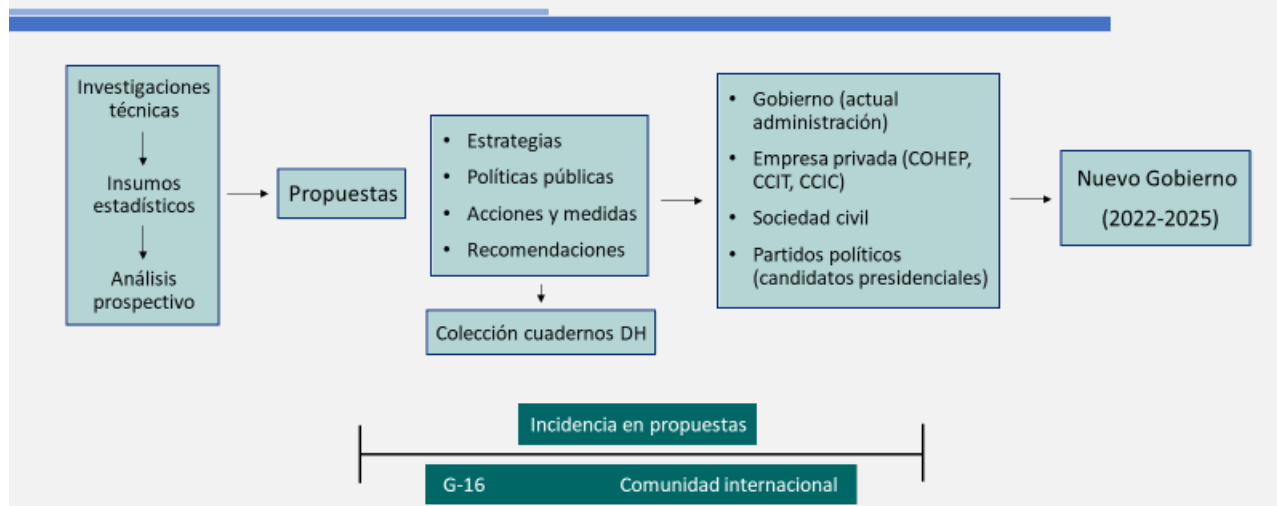 Investigaciones
técnicas
Insumos
estadísticos
Análisis
prospectivo
Propuestas
• Estrategias
• Políticas públicas
• Acciones y medidas
• Recomendaciones
Colección cuadernos DH
• Gobierno (actual
administración)
• Empresa privada (COHEP,
CCIT, CCIC)
• Sociedad civil
• Partidos políticos
(candidatos presidenciales)
Nuevo Gobierno
(2022-2025)
Incidencia en propuestas
G-16 Comunidad internacional